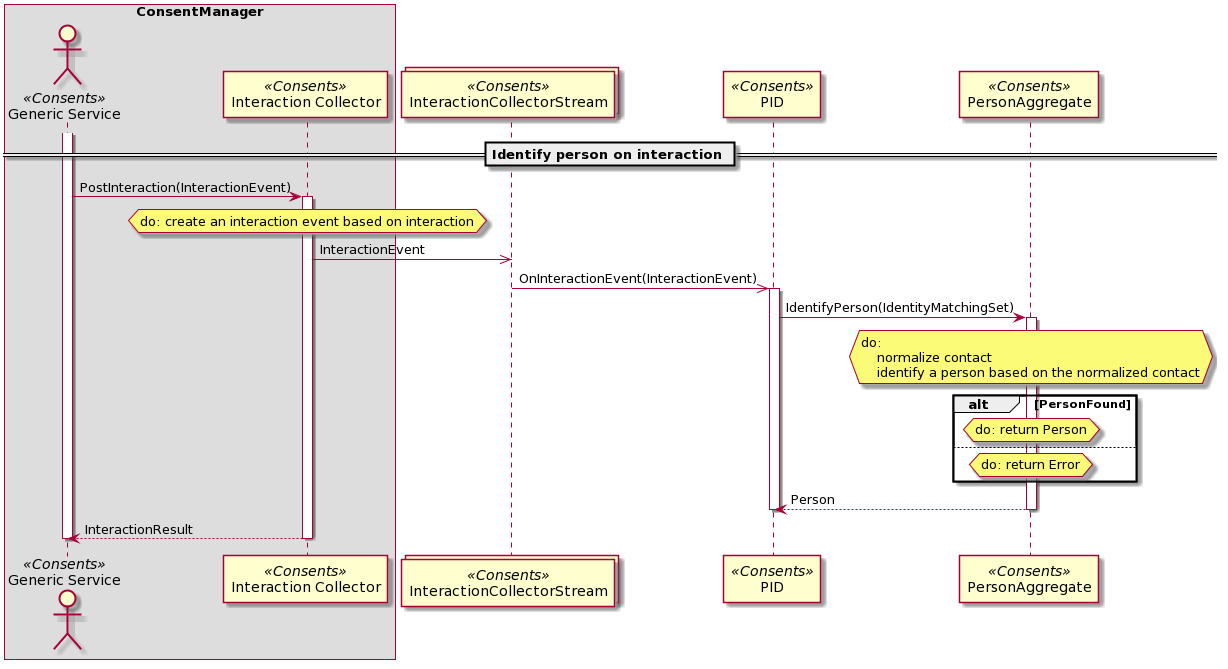 ConsentManager
«Consents»
Generic Service
«Consents»
Interaction Collector
«Consents»
InteractionCollectorStream
«Consents»
PID
«Consents»
PersonAggregate
Identify person on interaction
PostInteraction(InteractionEvent)
do: create an interaction event based on interaction
InteractionEvent
OnInteractionEvent(InteractionEvent)
IdentifyPerson(IdentityMatchingSet)
do:
normalize contact
identify a person based on the normalized contact
alt [PersonFound]
do: return Person
do: return Error
Person
InteractionResult
«Consents»
Generic Service
«Consents»
Interaction Collector
«Consents»
InteractionCollectorStream
«Consents»
PID
«Consents»
PersonAggregate